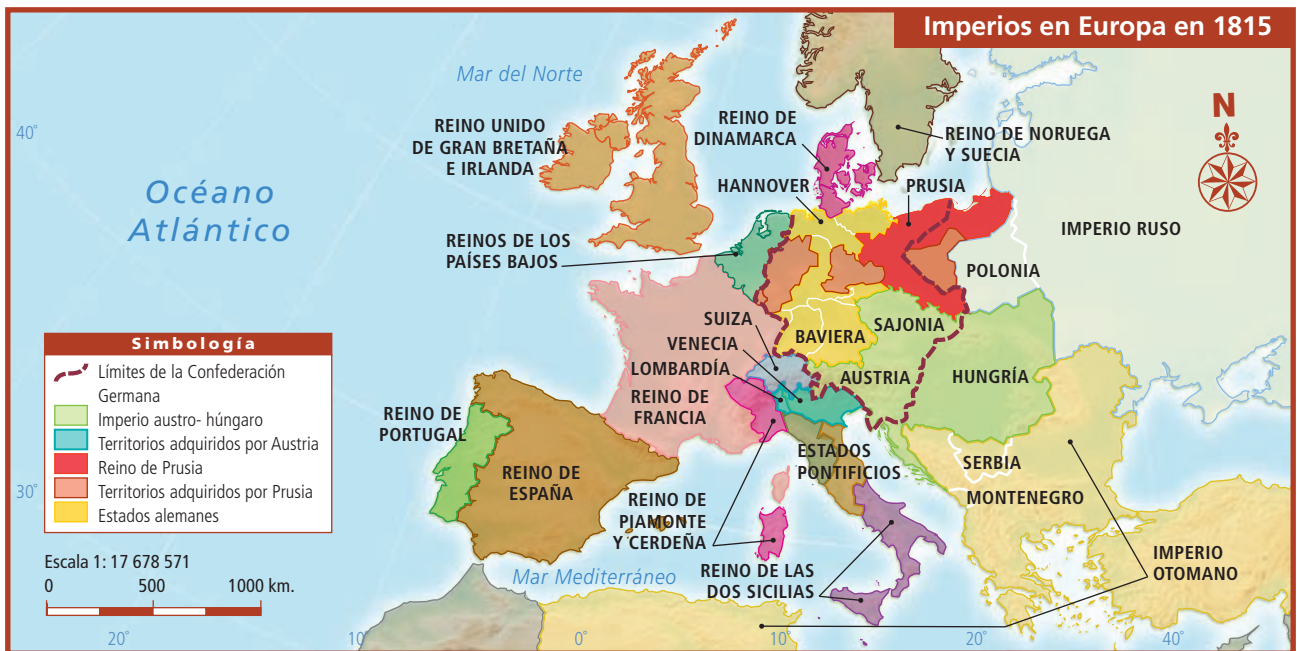 Imperios en Europa en 1815
Mar del Norte
40°
REINO UNIDO
DE GRAN BRETAÑA
E IRLANDA
REINO DE
DINAMARCA
REINO DE NORUEGA
Y SUECIA
N
Océano
Atlántico
HANNOVER
PRUSIA
REINOS DE LOS
PAÍSES BAJOS
IMPERIO RUSO
POLONIA
SUIZA
VENECIA
LOMBARDÍA
BAVIERA
SAJONIA
AUSTRIA
HUNGRÍA
REINO DE
FRANCIA
Simbología
Límites de la Confederación
Germana
Imperio austro- húngaro
Territorios adquiridos por Austria
Reino de Prusia
Territorios adquiridos por Prusia
Estados alemanes
REINO DE
PORTUGAL
REINO DE
ESPAÑA
ESTADOS
PONTIFICIOS
SERBIA
MONTENEGRO
30°
REINO DE
PIAMONTE
Y CERDEÑA
IMPERIO
OTOMANO
Escala 1: 17 678 571
0 500 1000 km.
Mar Mediterráneo
REINO DE LAS
DOS SICILIAS
20° 10° 0° 10° 20° 40°